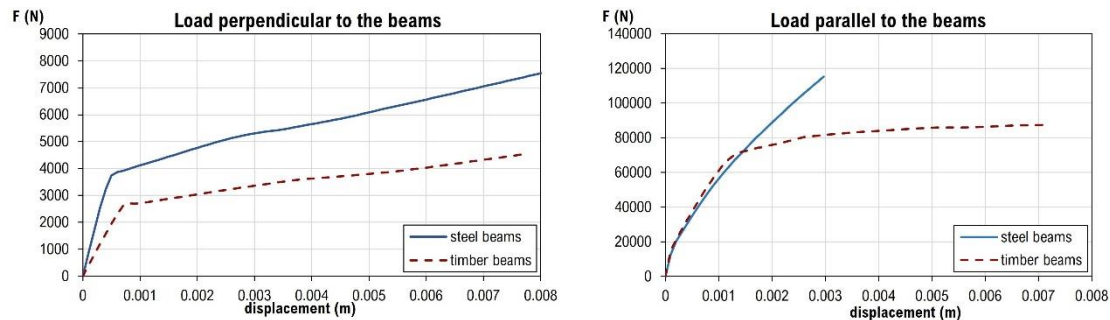 F (N)
Load perpendicular to the beams
9000
8000
7000
6000
5000
4000
3000
2000
1000
0
steel beams
timber beams
0 0.001 0.002 0.003 0.004 0.005 0.006 0.007 0.008
displacement (m)
F (N)
Load parallel to the beams
140000
120000
100000
80000
60000
40000
20000
0
steel beams
timber beams
0 0.001 0.002 0.003 0.004 0.005 0.006 0.007 0.008
displacement (m)